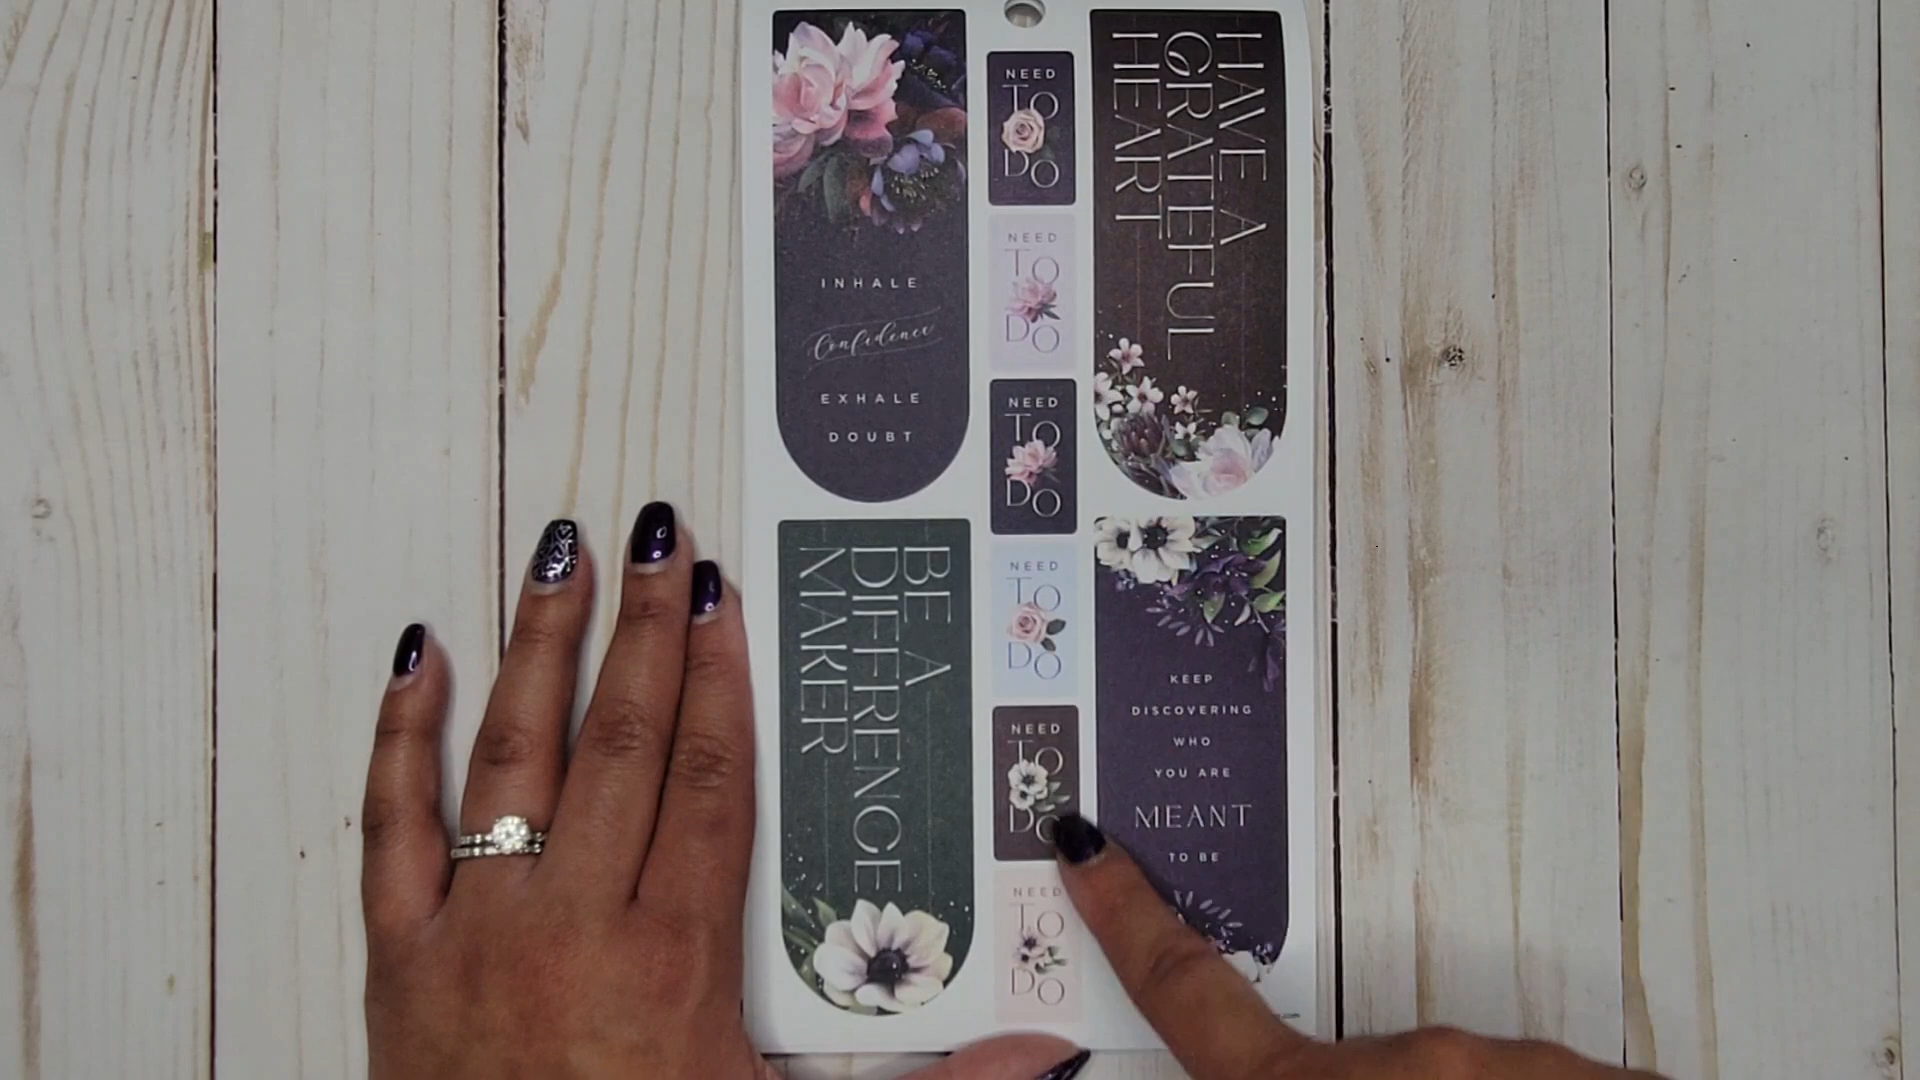 INHALE
Confidence
EXHALE
DOUBT
BE A
DIFFRENCE
MAKER
NEED
TO
DO
NEED
TO
DO
NEED
TO
DO
NEED
TO
DO
NEED
TO
DO
NEED
TO
DO
HAVE A
GRATEFUL
HEART
KEEP
DISCOVERING
WHO
YOU ARE
MEANT
TO BE